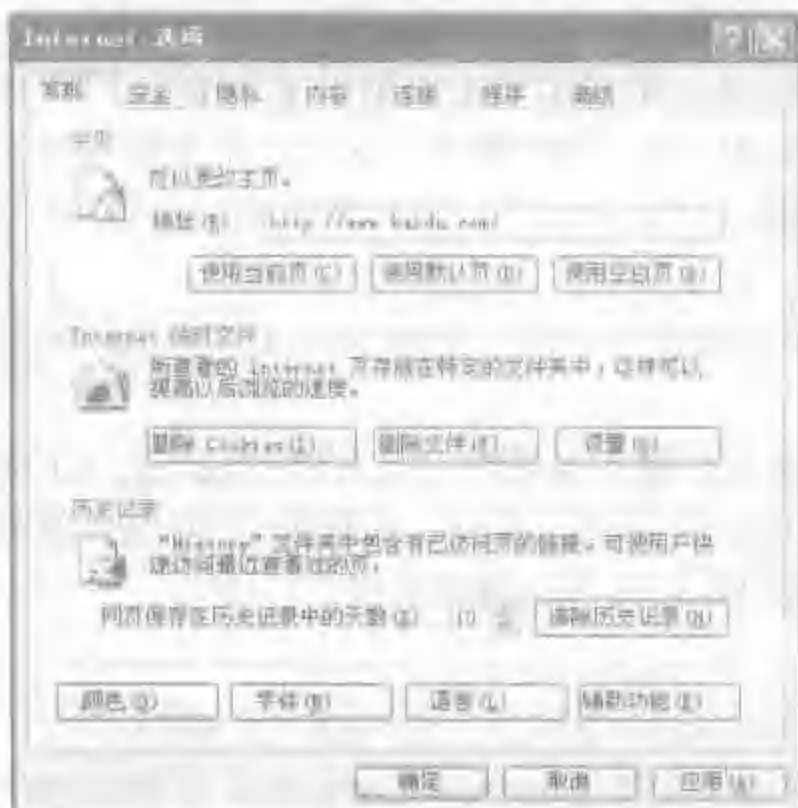 Internet 选项
常规 安全 隐私 内容 连接 程序 高级
主页
可以更改主页。
地址(R) http://www.baidu.com/
使用当前页(C) 使用默认页(D) 使用空白页(B)
Internet 临时文件
所查看的 Internet 页存储在特定的文件夹中，这样可以
提高以后浏览的速度。
删除 Cookies(I)... 删除文件(F)... 设置(S)...
历史记录
“History”文件夹中包含有已访问页的链接，可使用户快
速访问最近查看过的页。
网页保存在历史记录中的天数(K) 清除历史记录(H)
颜色(O)... 字体(N)... 语言(L)... 辅助功能(E)...
确定 取消 应用(A)